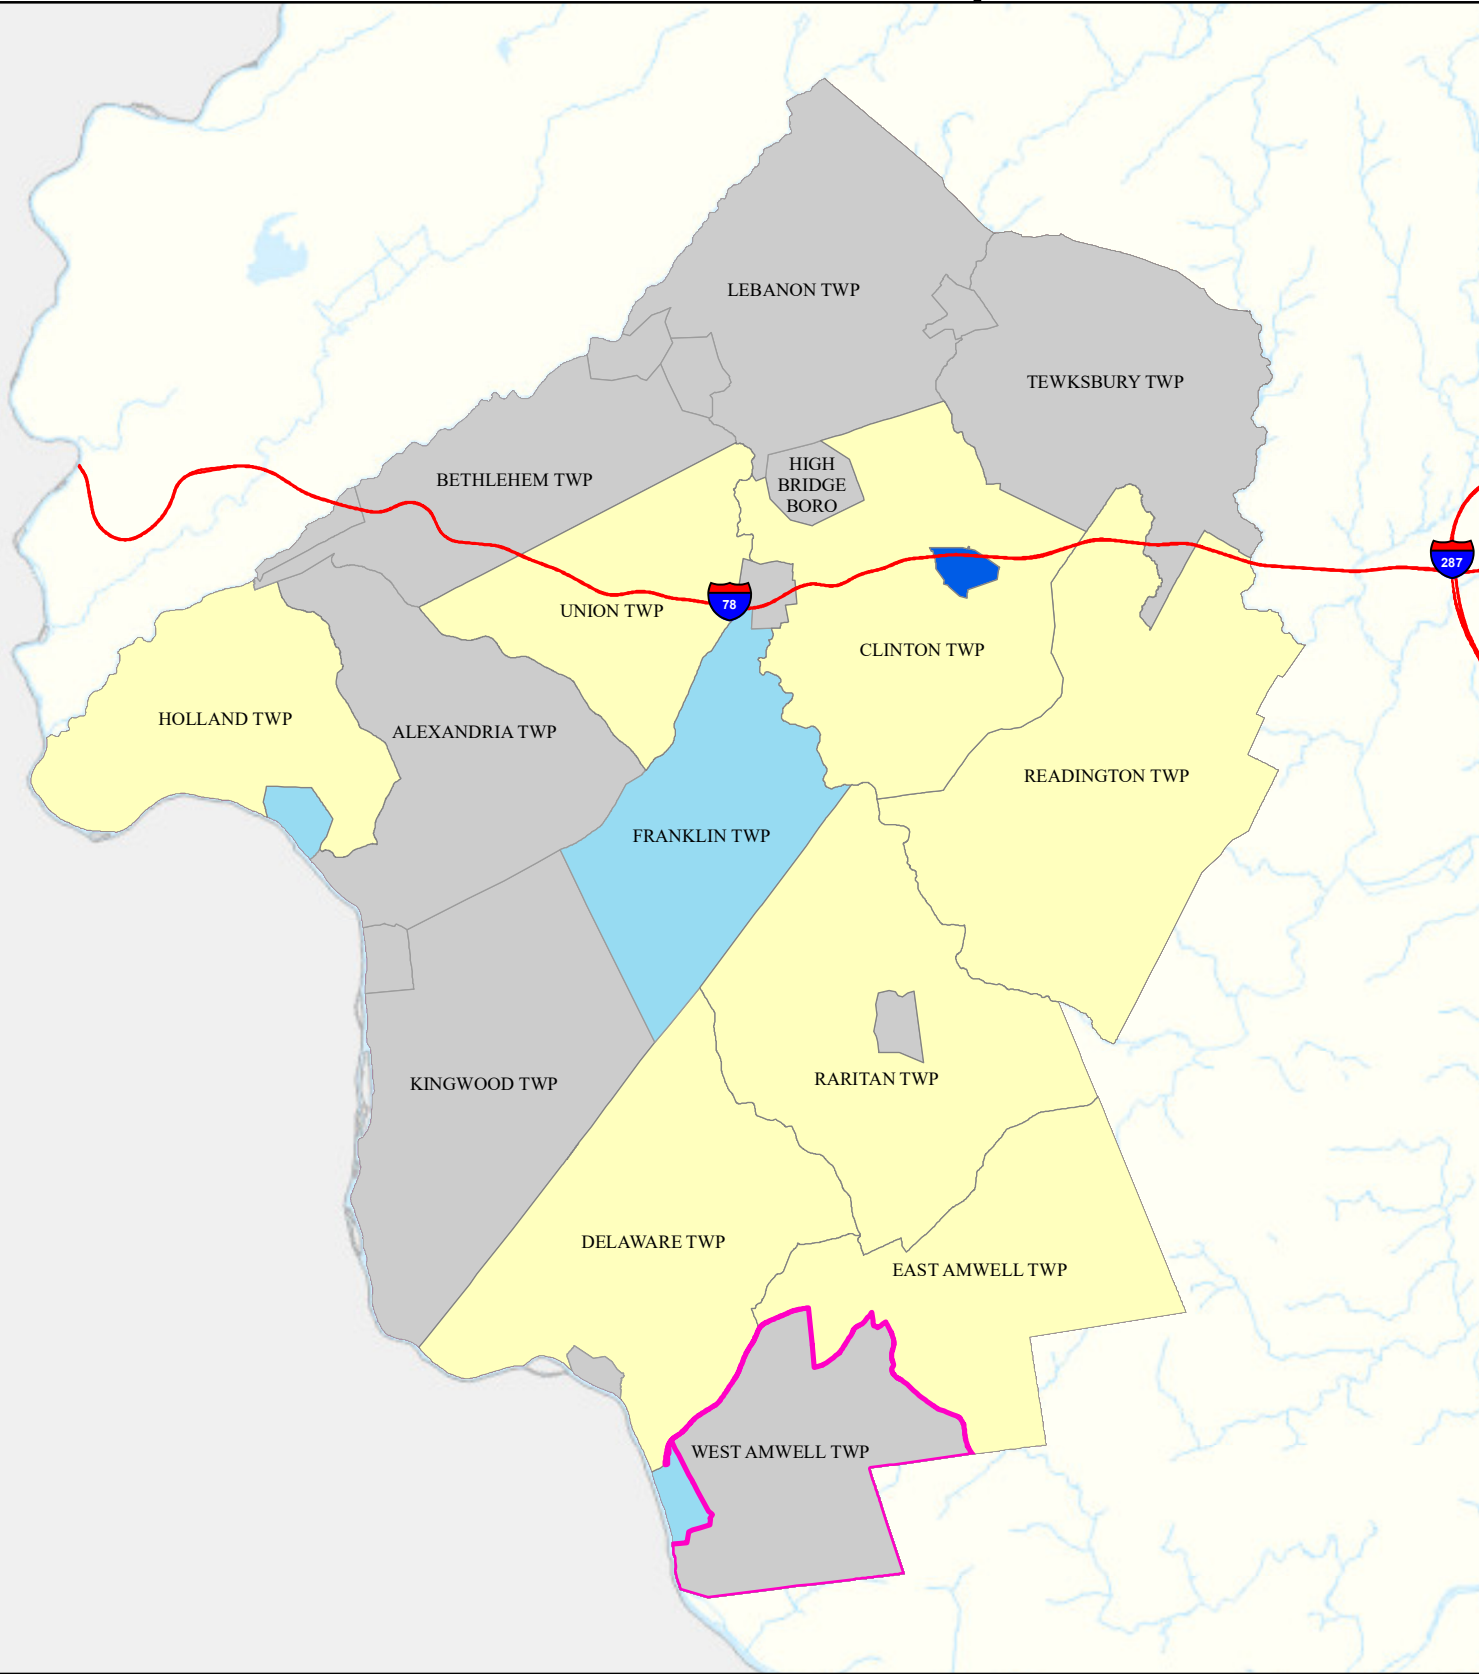 LEBANON TWP
TEWKSBURY TWP
BETHLEHEM TWP
HIGH
BRIDGE
BORO
287
78
UNION TWP
CLINTON TWP
HOLLAND TWP
ALEXANDRIA TWP
READINGTON TWP
FRANKLIN TWP
RARITAN TWP
KINGWOOD TWP
DELAWARE TWP
EAST AMWELL TWP
WEST AMWELL TWP